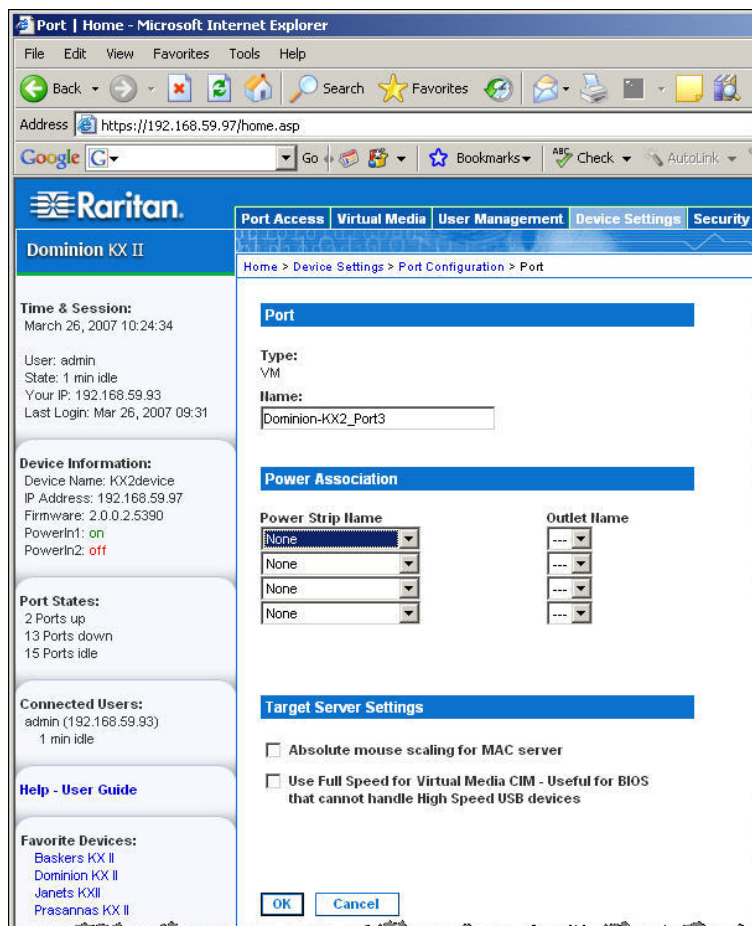 Port | Home - Microsoft Internet Explorer
File Edit View Favorites Tools Help
Back Search Favorites
Address https://192.168.59.97/home.asp
Google G Go Bookmarks ABC Check AutoLink
Raritan.
Port Access Virtual Media User Management Device Settings Security
Dominion KX II
Home > Device Settings > Port Configuration > Port
Time & Session:
March 26, 2007 10:24:34
User: admin
State: 1 min idle
Your IP: 192.168.59.93
Last Login: Mar 26, 2007 09:31
Device Information:
Device Name: KX2device
IP Address: 192.168.59.97
Firmware: 2.0.0.2.5390
PowerIn1: on
PowerIn2: off
Port States:
2 Ports up
13 Ports down
15 Ports idle
Connected Users:
admin (192.168.59.93)
1 min idle
Help - User Guide
Favorite Devices:
Baskers KX II
Dominion KX II
Janets KXII
Prasannas KX II
Port
Type:
VM
Name:
Dominion-KX2_Port3
Power Association
Power Strip Name Outlet Name
None ---
None ---
None ---
None ---
Target Server Settings
Absolute mouse scaling for MAC server
Use Full Speed for Virtual Media CIM - Useful for BIOS
that cannot handle High Speed USB devices
OK Cancel